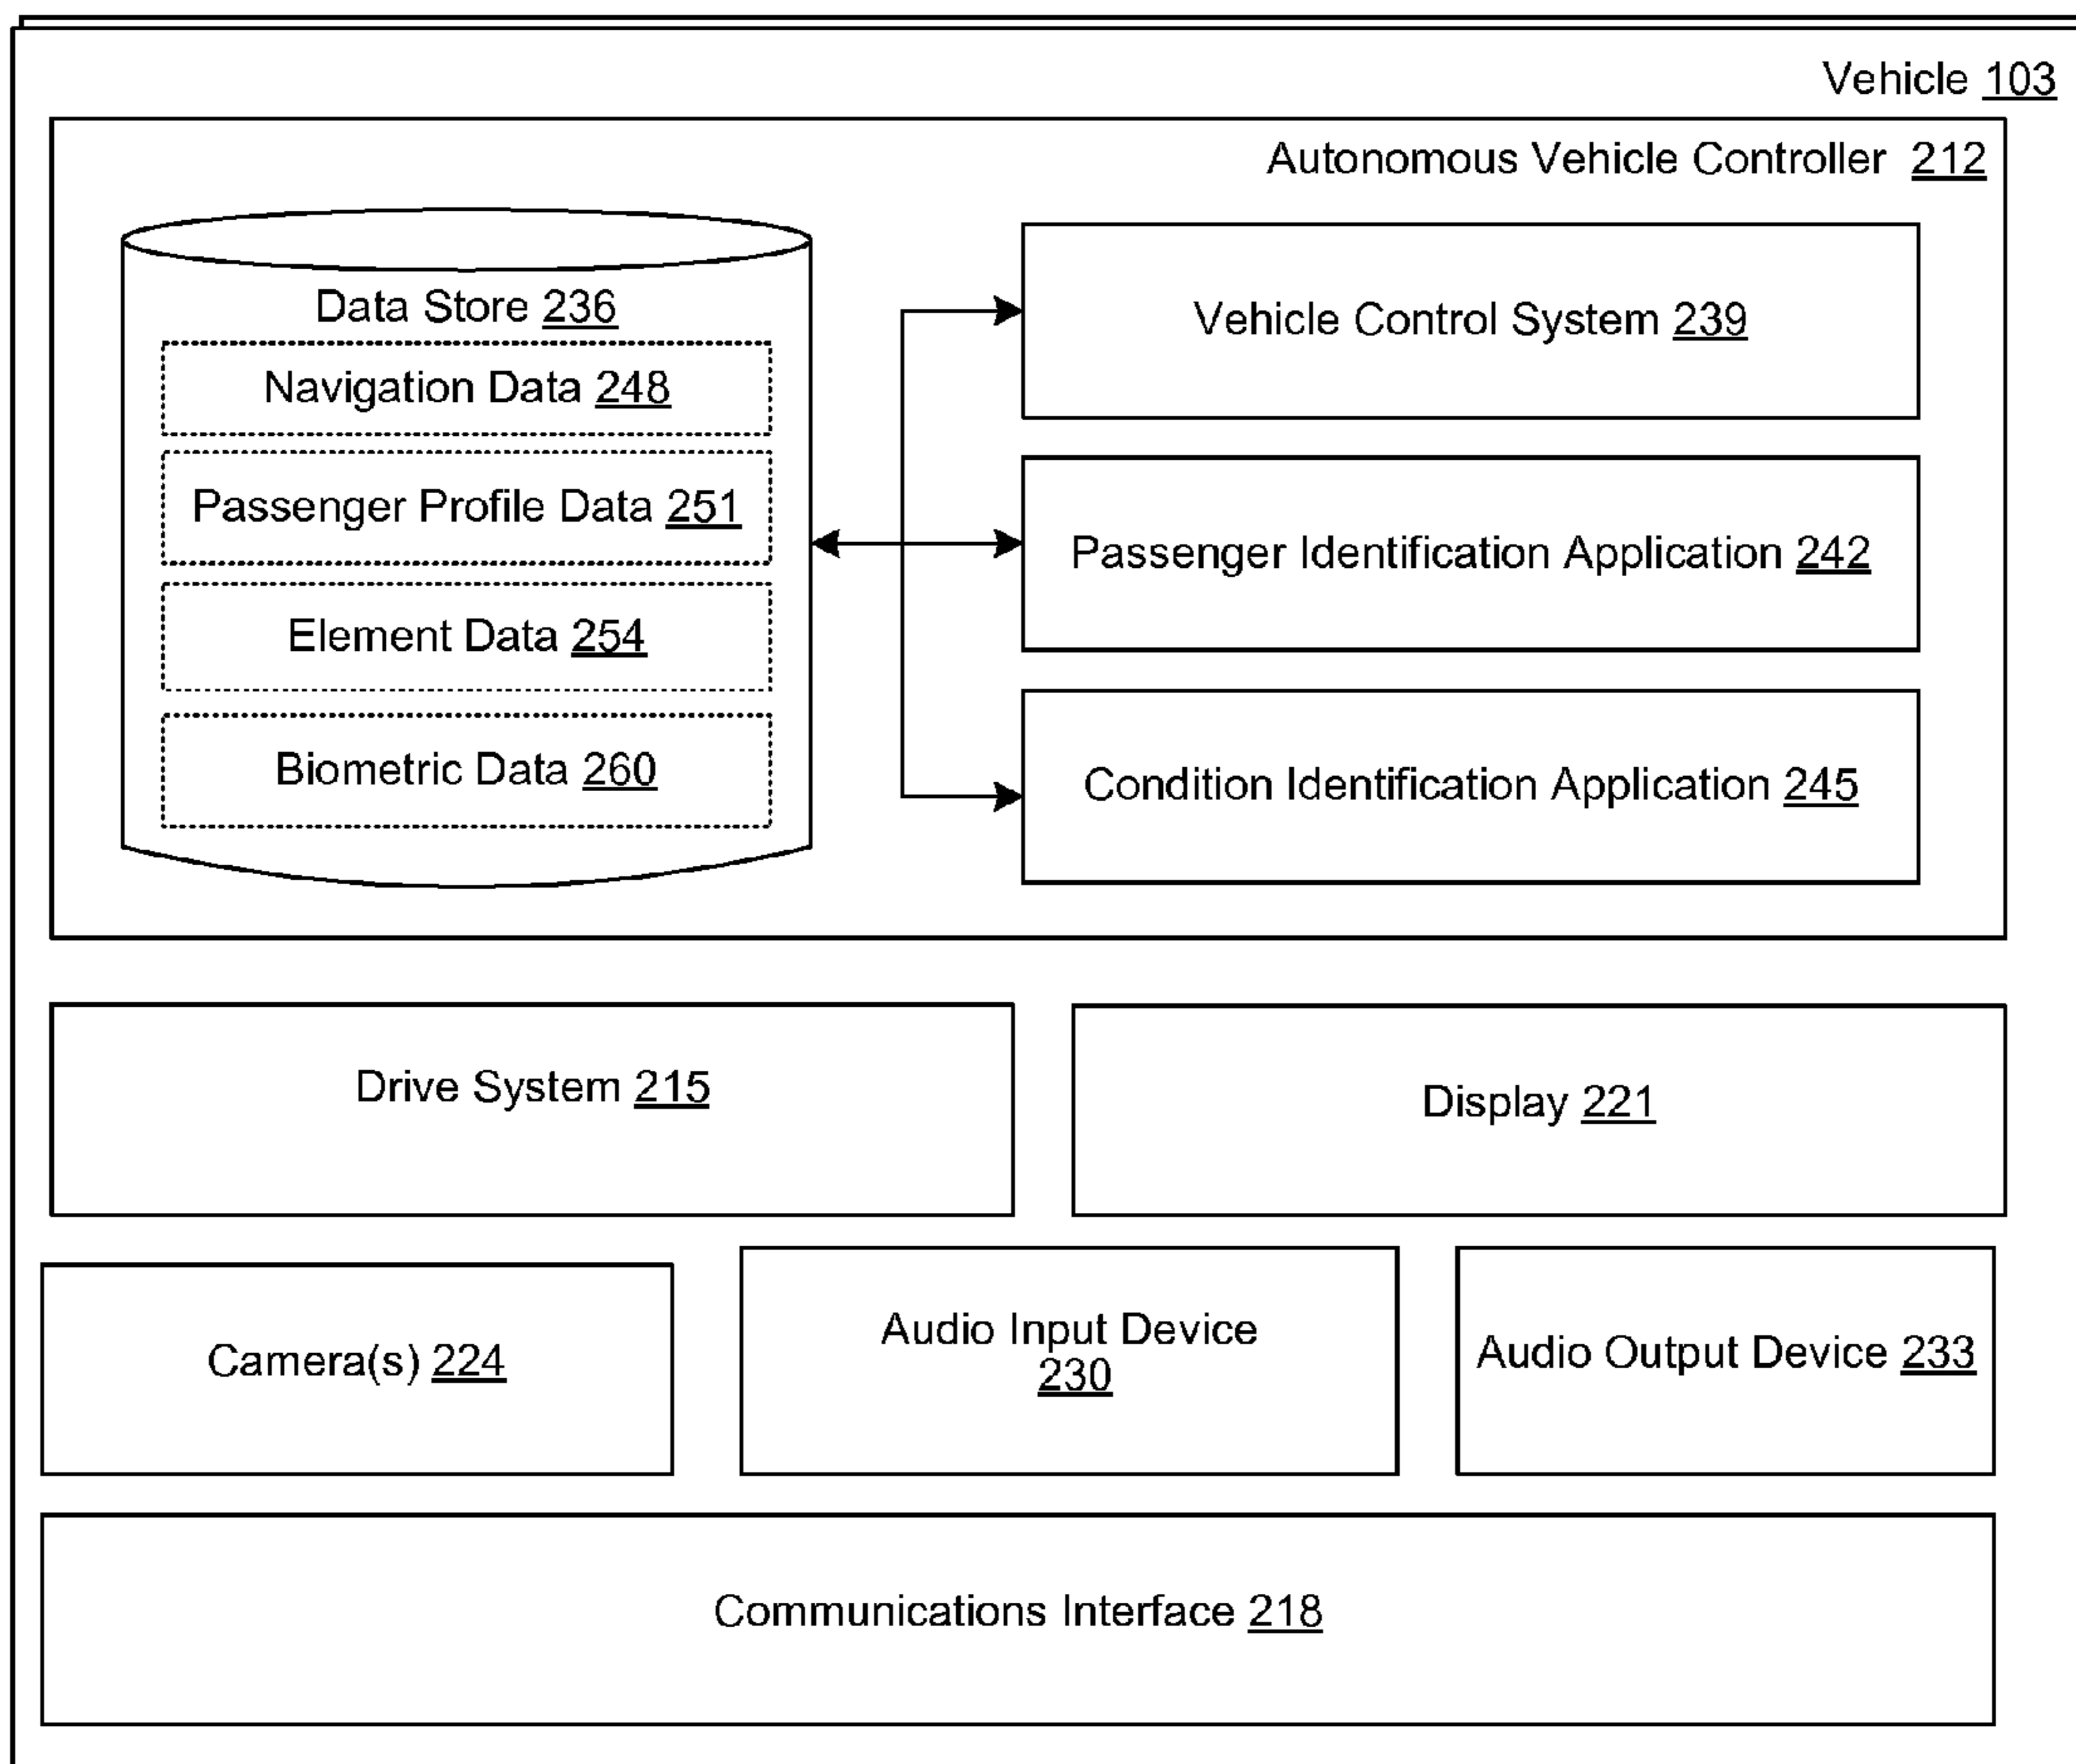 Vehicle 103
Autonomous Vehicle Controller 212
Data Store 236
Navigation Data 248
Passenger Profile Data 251
Element Data 254
Biometric Data 260
Vehicle Control System 239
Passenger Identification Application 242
Condition Identification Application 245
Drive System 215
Display 221
Camera(s) 224
Audio Input Device
230
Audio Output Device 233
Communications Interface 218